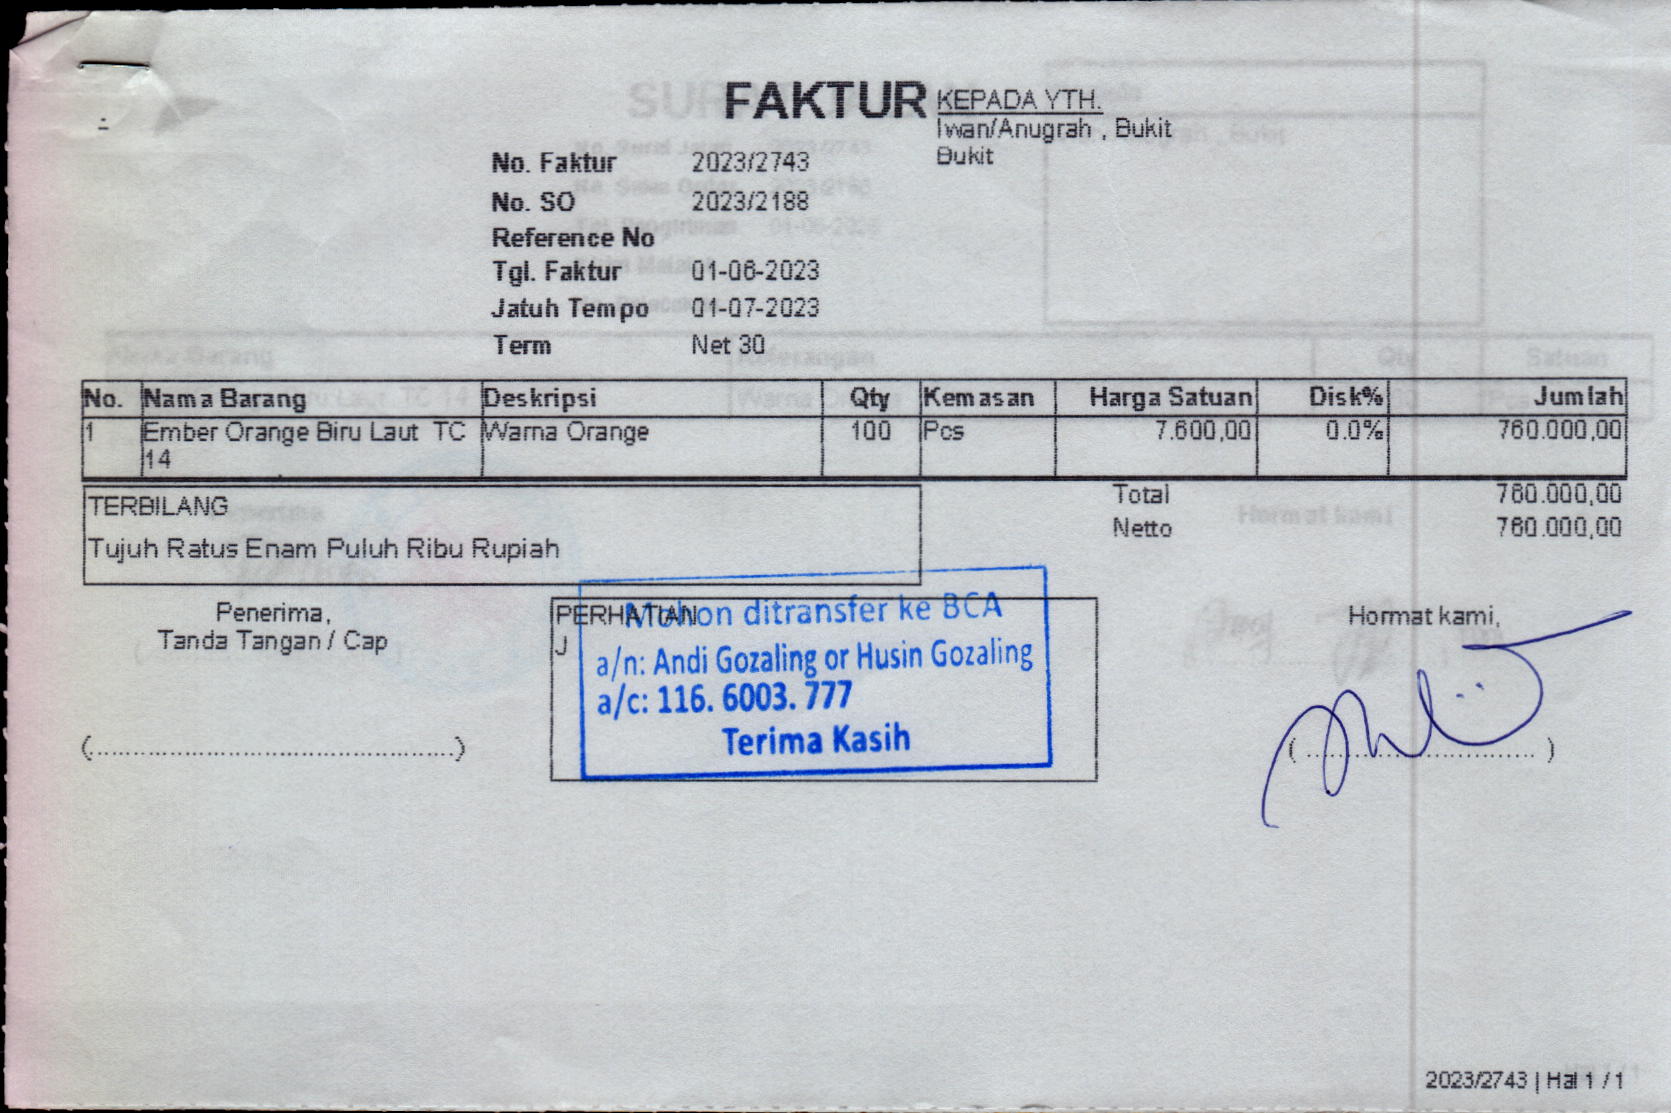 FAKTUR
KEPADA YTH.
Iwan/Anugrah , Bukit
Bukit
No. Faktur 2023/2743
No. SO 2023/2188
Reference No
Tgl. Faktur 01-06-2023
Jatuh Tempo 01-07-2023
Term Net 30
No. Nama Barang Deskripsi Qty Kemasan Harga Satuan Disk% Jumlah
1 Ember Orange Biru Laut TC Warna Orange 100 Pcs 7.600,00 0.0% 760.000,00
14
TERBILANG
Tujuh Ratus Enam Puluh Ribu Rupiah
Total 760.000,00
Netto 760.000,00
Penerima,
Tanda Tangan / Cap
(..........................................)
PERHATIAN
J
Mohon ditransfer ke BCA
a/n: Andi Gozaling or Husin Gozaling
a/c: 116. 6003. 777
Terima Kasih
Hormat kami,
( .............................. )
2023/2743 | Hal 1 / 1